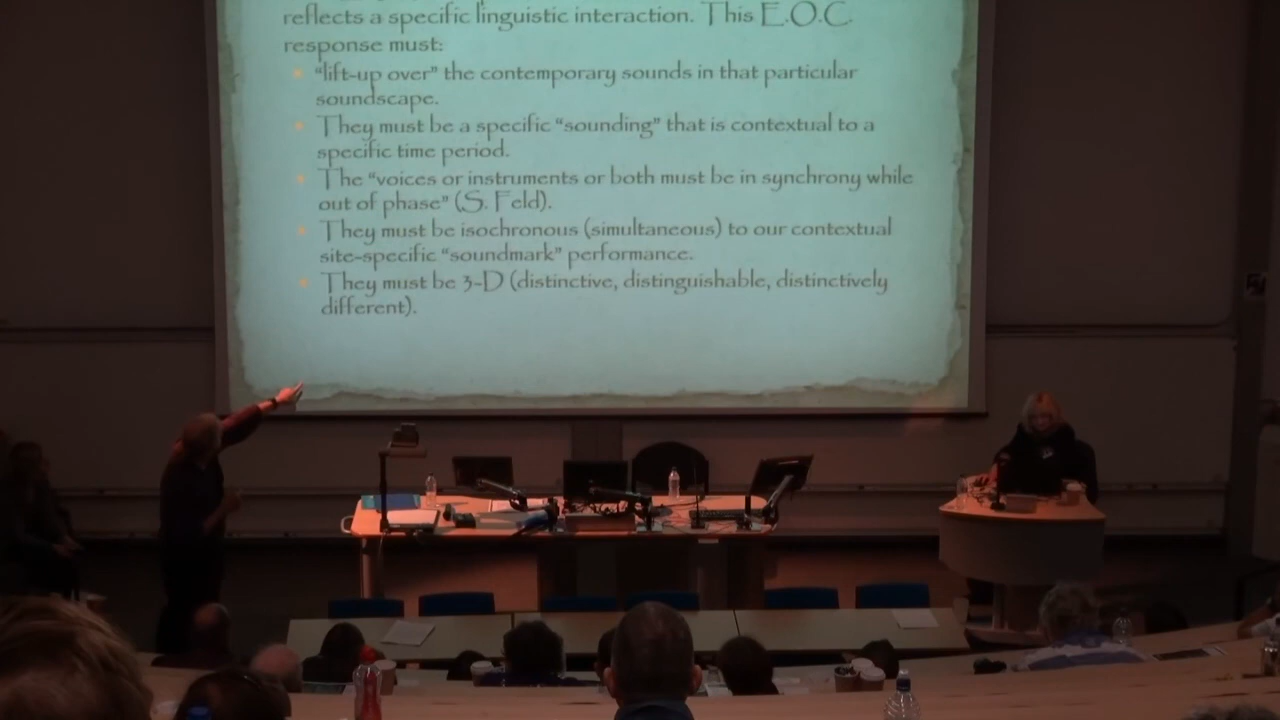 reflects a specific linguistic interaction. This E.O.C.
response must:
"lift-up over" the contemporary sounds in that particular
soundscape.
They must be a specific "sounding" that is contextual to a
specific time period.
The "voices or instruments or both must be in synchrony while
out of phase" (S. Feld).
They must be isochronous (simultaneous) to our contextual
site-specific "soundmark" performance.
They must be 3-D (distinctive, distinguishable, distinctively
different).